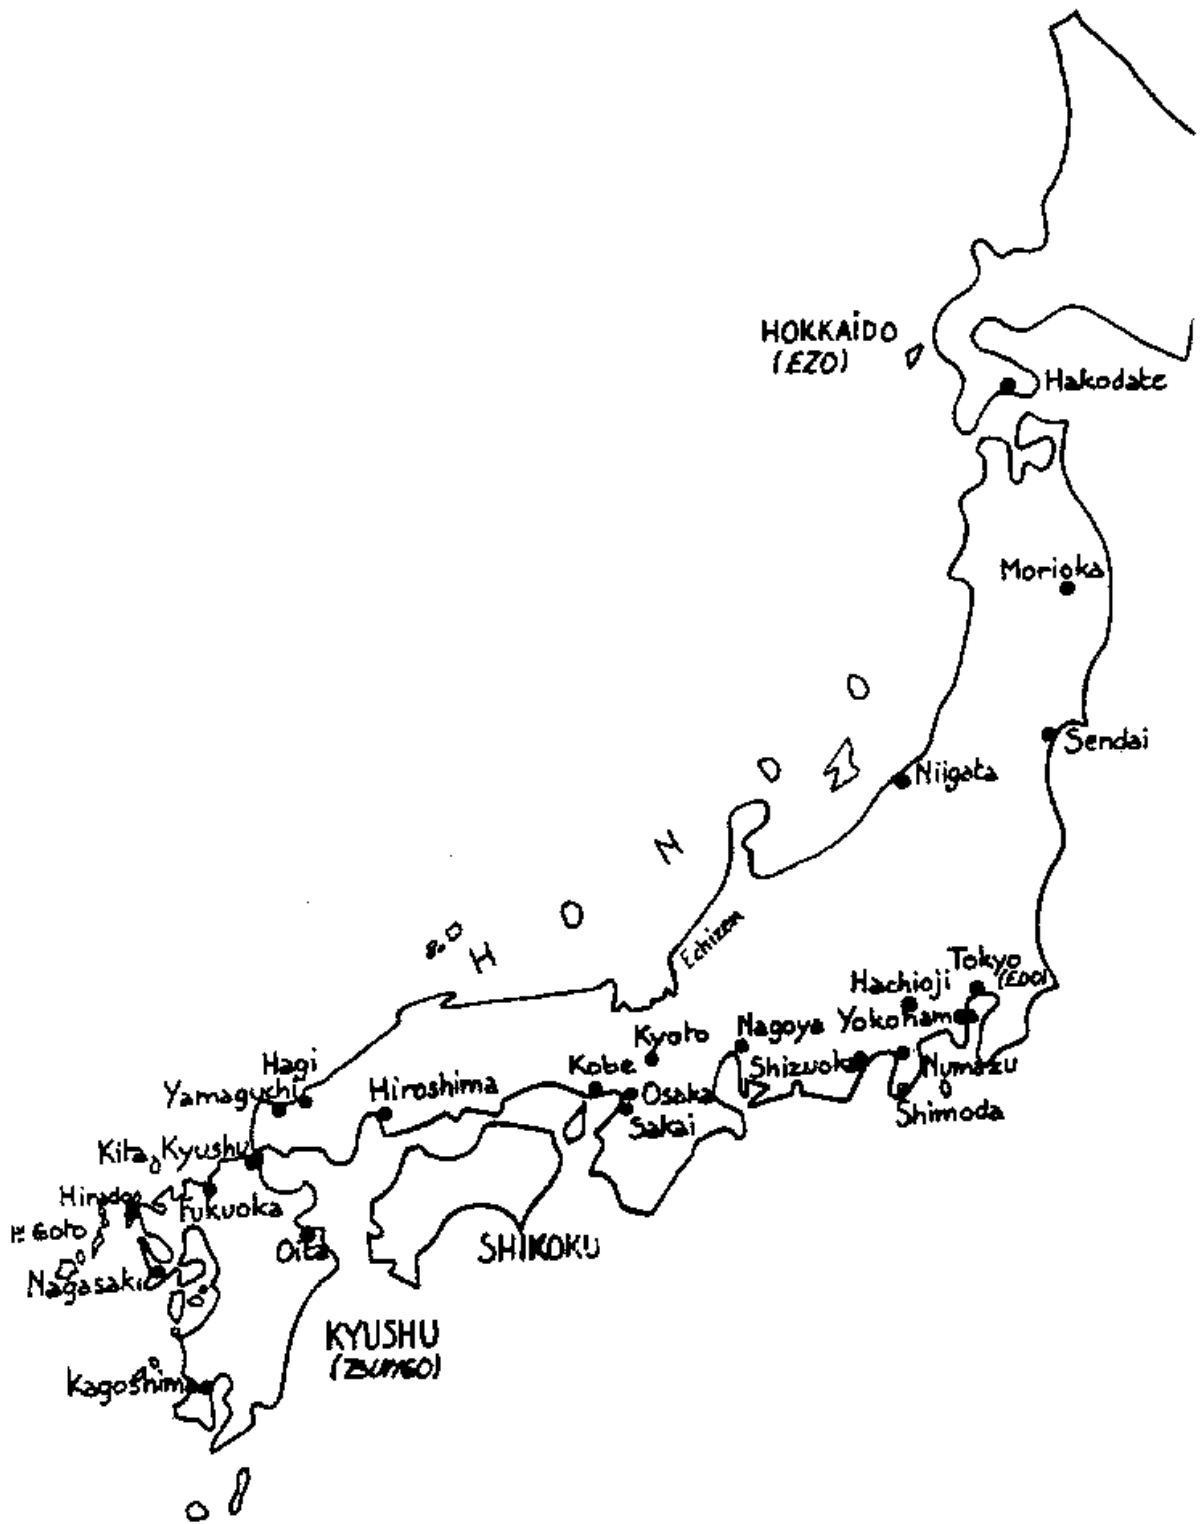 HOKKAIDO
(EZO)
Hakodate
Morioka
Sendai
Niigata
N
O
H
Echizen
Tokyo
(EDO)
Hachioji
Yokohama
Nagoya
Kyoto
Shizuoka
Numazu
Shimoda
Kobe
Osaka
Sakai
Hagi
Yamaguchi
Hiroshima
Kita Kyushu
Hirado
Fukuoka
Goto
Oita
SHIKOKU
Nagasaki
KYUSHU
Kagoshima